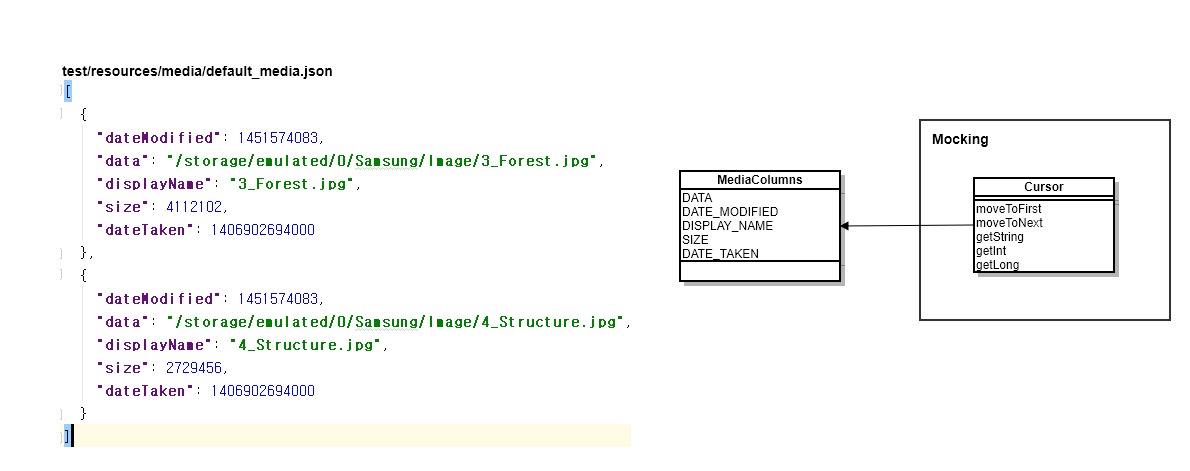 test/resources/media/default_media.json
[
{
"dateModified": 1451574083,
"data": "/storage/emulated/0/Samsung/Image/3_Forest.jpg",
"displayName": "3_Forest.jpg",
"size": 4112102,
"dateTaken": 1406902694000
},
{
"dateModified": 1451574083,
"data": "/storage/emulated/0/Samsung/Image/4_Structure.jpg",
"displayName": "4_Structure.jpg",
"size": 2729456,
"dateTaken": 1406902694000
}
]
MediaColumns
DATA
DATE_MODIFIED
DISPLAY_NAME
SIZE
DATE_TAKEN
Mocking
Cursor
moveToFirst
moveToNext
getString
getInt
getLong